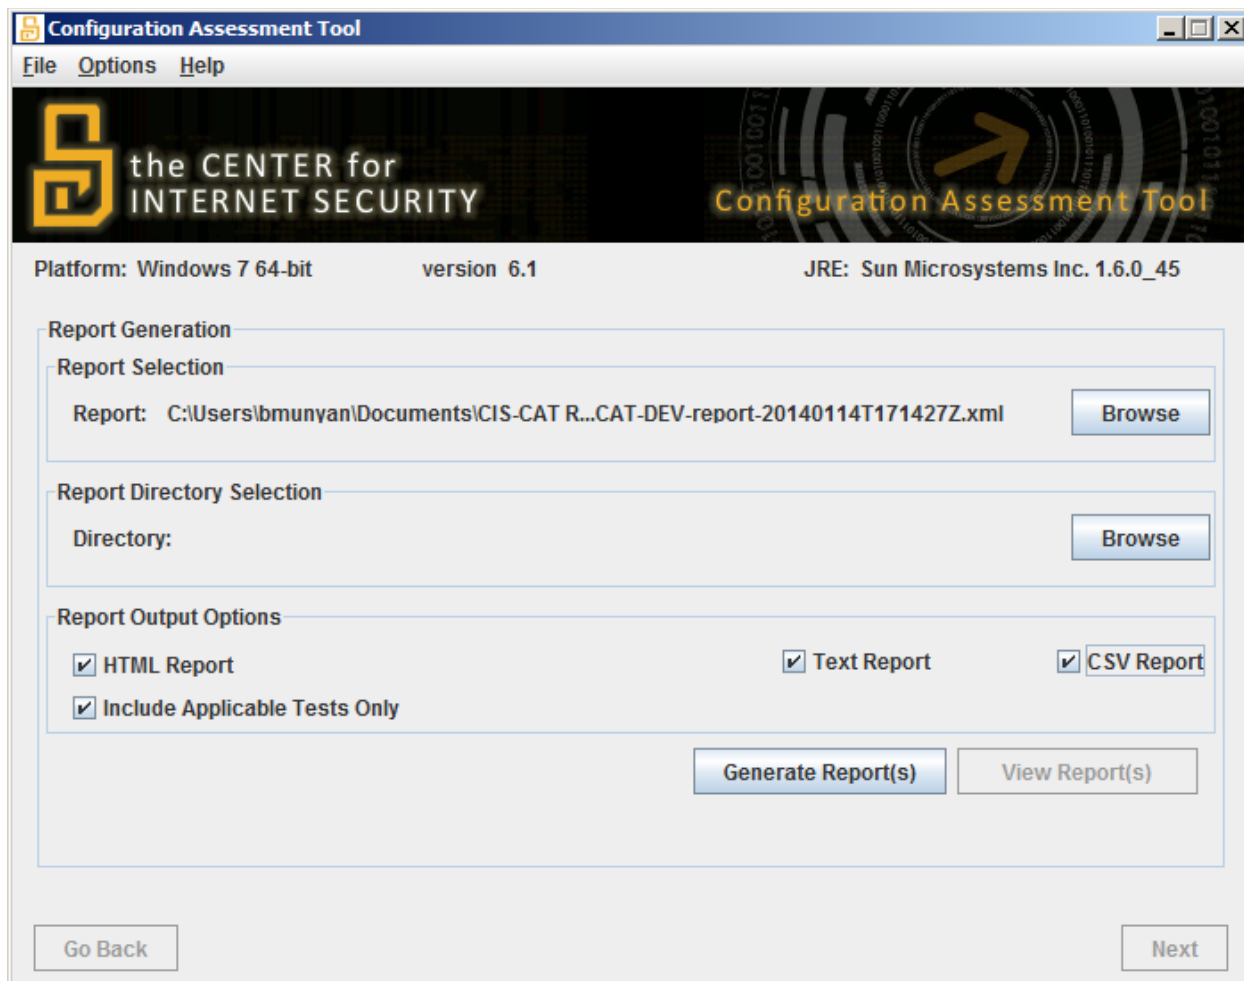 Configuration Assessment Tool
File Options Help
the CENTER for
INTERNET SECURITY
Configuration Assessment Tool
Platform: Windows 7 64-bit version 6.1 JRE: Sun Microsystems Inc. 1.6.0_45
Report Generation
Report Selection
Report: C:\Users\bmunyan\Documents\CIS-CAT R...CAT-DEV-report-20140114T171427Z.xml Browse
Report Directory Selection
Directory: Browse
Report Output Options
HTML Report Text Report CSV Report
Include Applicable Tests Only
Generate Report(s) View Report(s)
Go Back Next